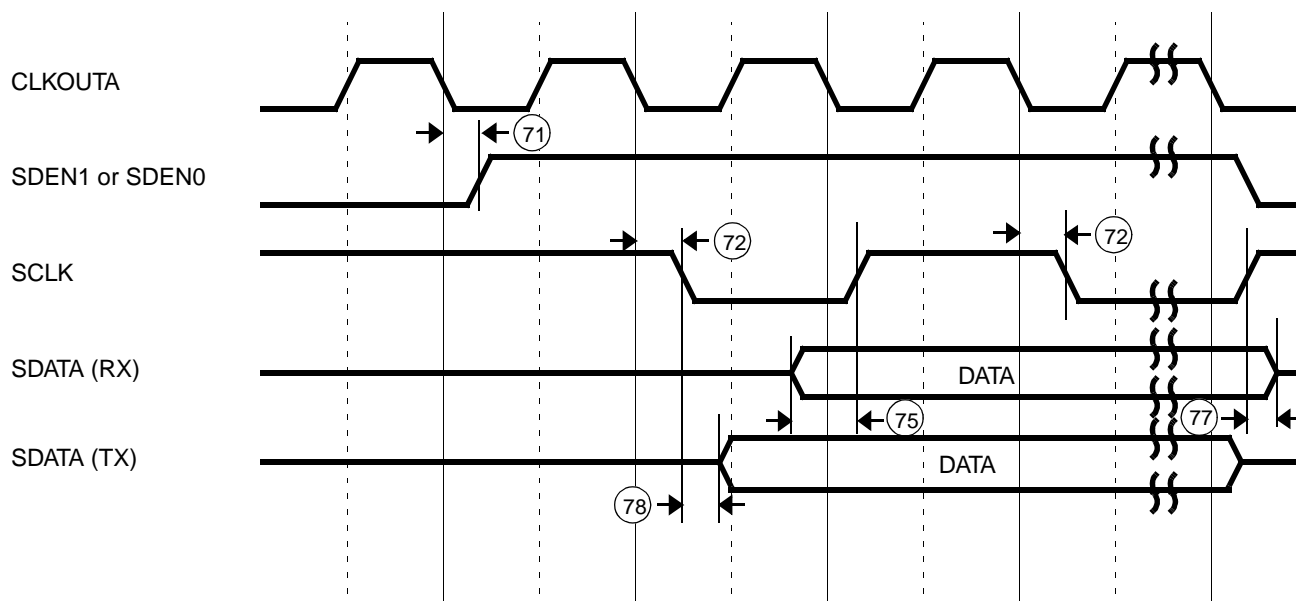 CLKOUTA
71
SDEN1 or SDEN0
72
72
SCLK
SDATA (RX)
DATA
75
77
SDATA (TX)
DATA
78